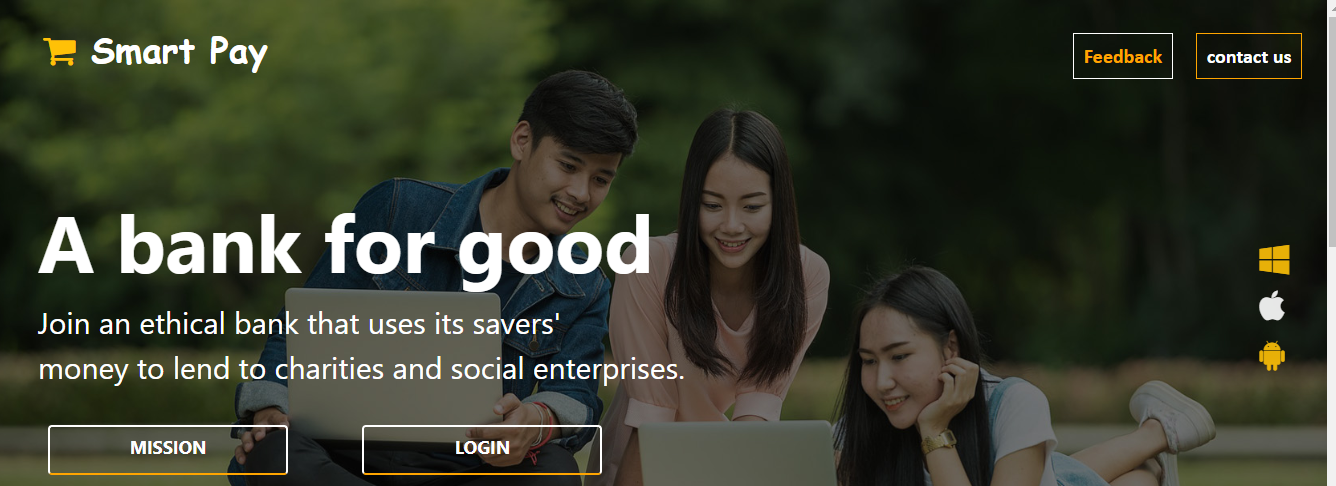 Smart Pay
Feedback
contact us
A bank for good
Join an ethical bank that uses its savers'
money to lend to charities and social enterprises.
MISSION
LOGIN